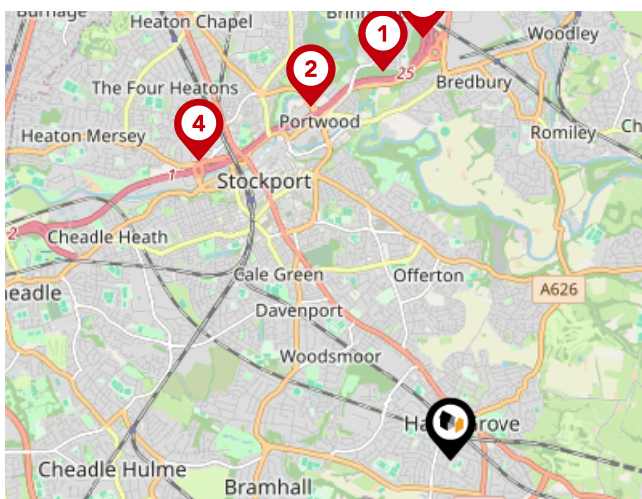 Heaton Chapel
Woodley
1
25
The Four Heatons
2
Bredbury
Portwood
4
Heaton Mersey
Romiley
1
Stockport
2
Cheadle Heath
Cale Green
Offerton
A626
Davenport
Woodsmoor
Cheadle Hulme
Bramhall